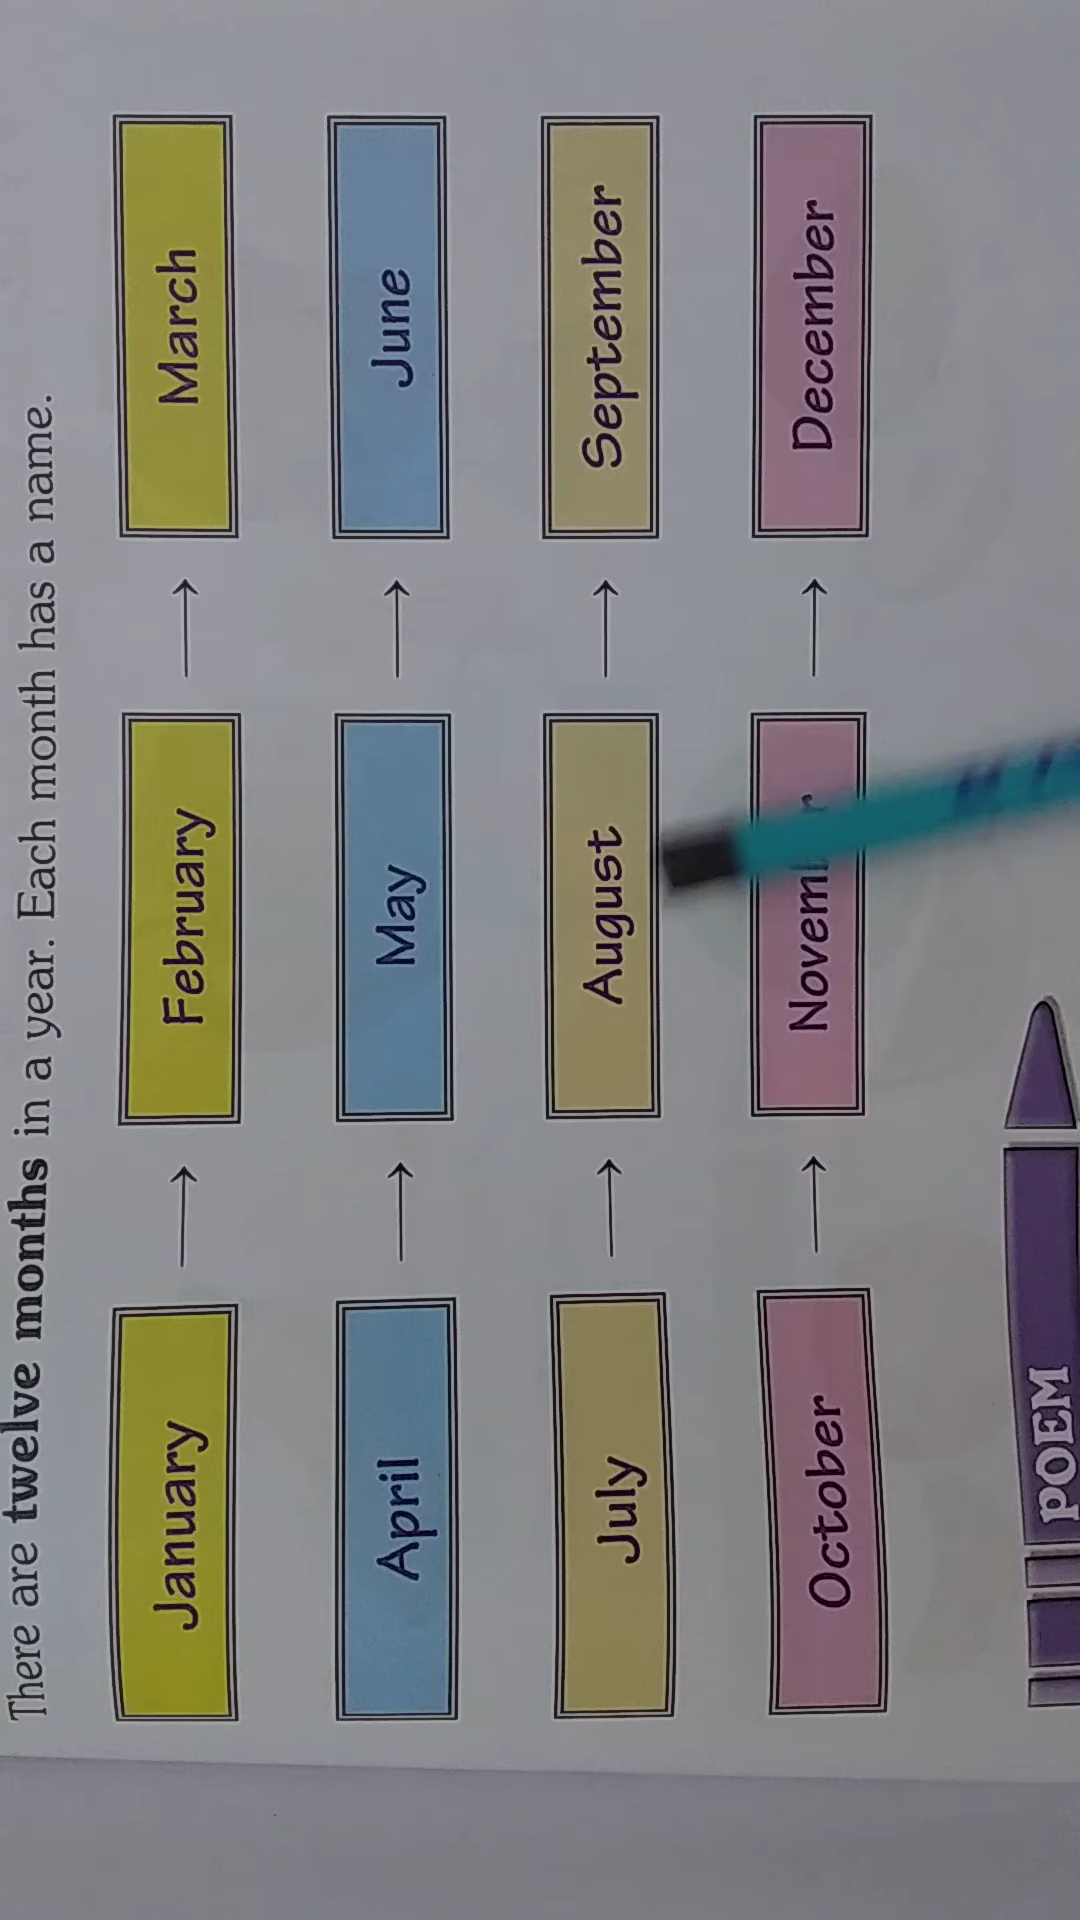 There are twelve months in a year. Each month has a name.
January → February → March
April → May → June
July → August → September
October → → December
POEM